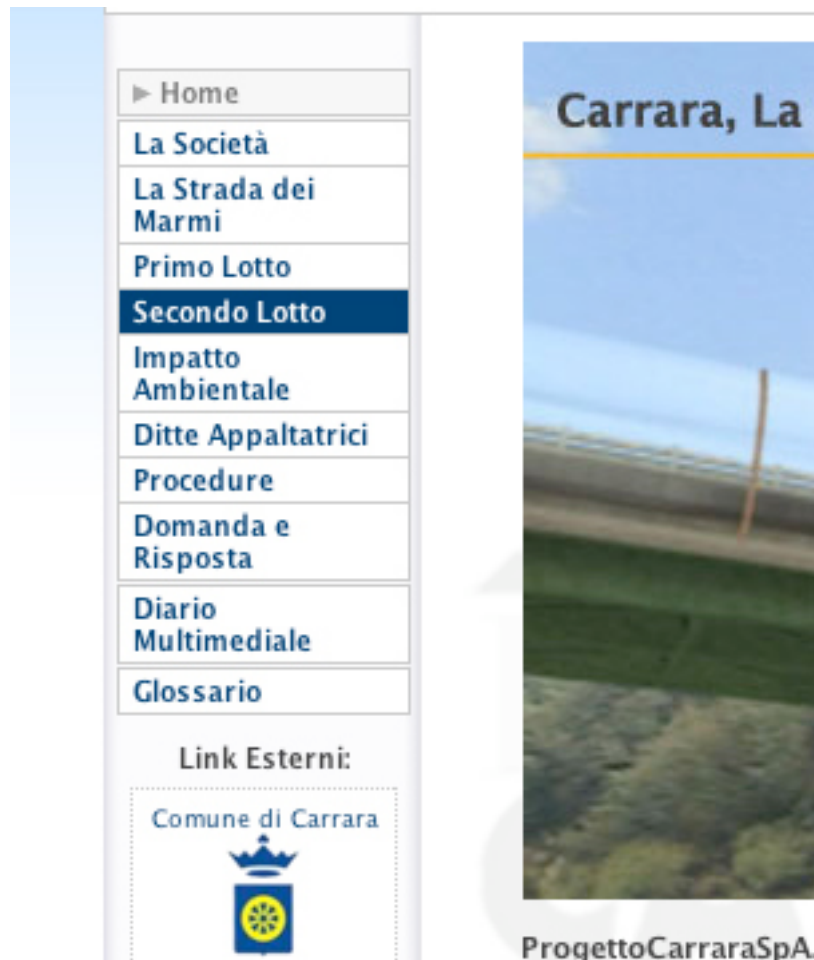 ► Home
La Società
La Strada dei
Marmi
Primo Lotto
Secondo Lotto
Impatto
Ambientale
Ditte Appaltatrici
Procedure
Domanda e
Risposta
Diario
Multimediale
Glossario
Link Esterni:
Comune di Carrara
Carrara, La
ProgettoCarraraSpA.